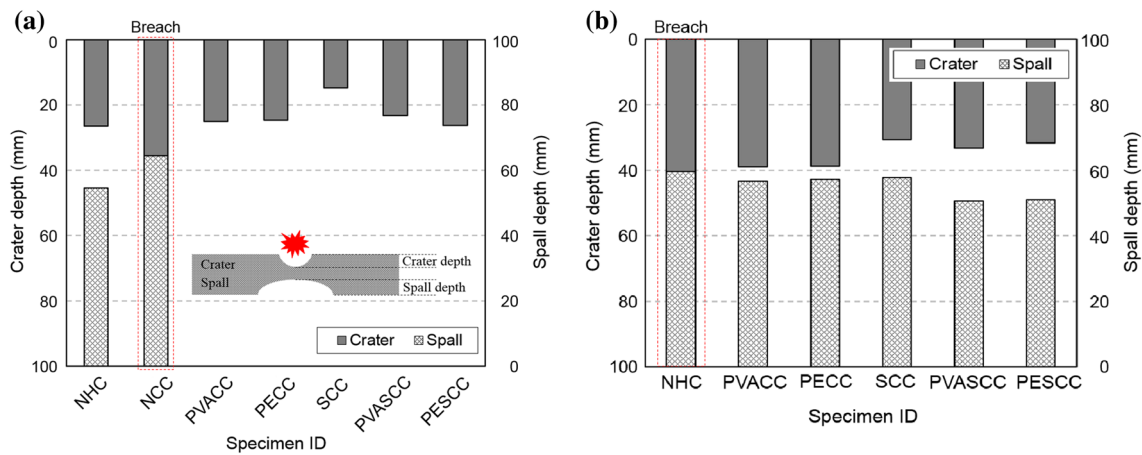 (a)
Breach
0
20
40
60
80
100
Crater depth (mm)
100
80
60
40
20
0
Spall depth (mm)
Crater
Spall
Crater depth
Spall depth
Crater Spall
NHC NCC PVACC PECC SCC PVASCC PESCC
Specimen ID
(b)
Breach
0
20
40
60
80
100
Crater depth (mm)
100
80
60
40
20
0
Spall depth (mm)
Crater Spall
NHC PVACC PECC SCC PVASCC PESCC
Specimen ID